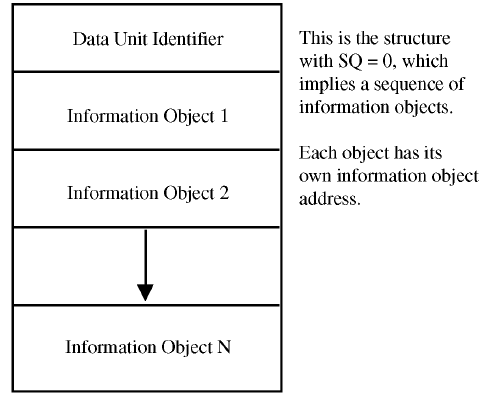 Data Unit Identifier
Information Object 1
Information Object 2
Information Object N
This is the structure
with SQ = 0, which
implies a sequence of
information objects.
Each object has its
own information object
address.